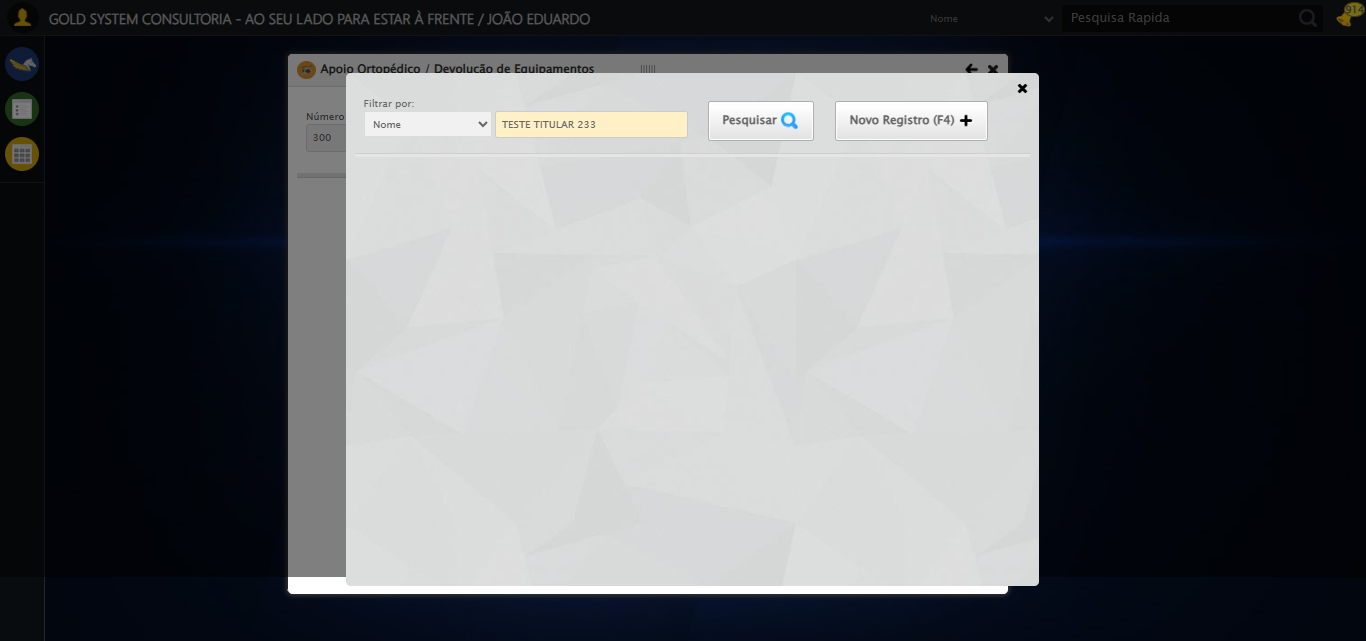 GOLD SYSTEM CONSULTORIA - AO SEU LADO PARA ESTAR À FRENTE / JOÃO EDUARDO
Nome
Pesquisa Rapida
914
Apoio Ortopédico / Devolução de Equipamentos
Filtrar por:
Nome
TESTE TITULAR 233
Pesquisar
Novo Registro (F4)
Número
300